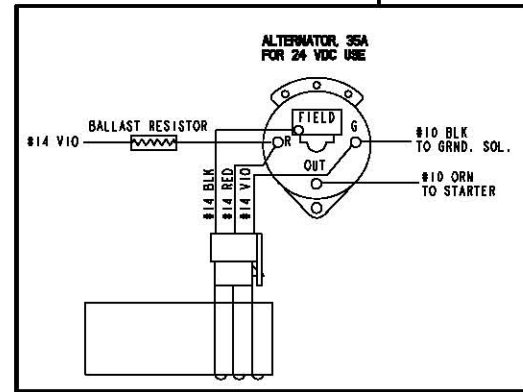 ALTERNATOR, 35A
FOR 24 VDC USE
FIELD
BALLAST RESISTOR
#14 VIO
R
G
#10 BLK
TO GRND. SOL.
OUT
#10 ORN
TO STARTER
#14 BLK
#14 RED
#14 VIO